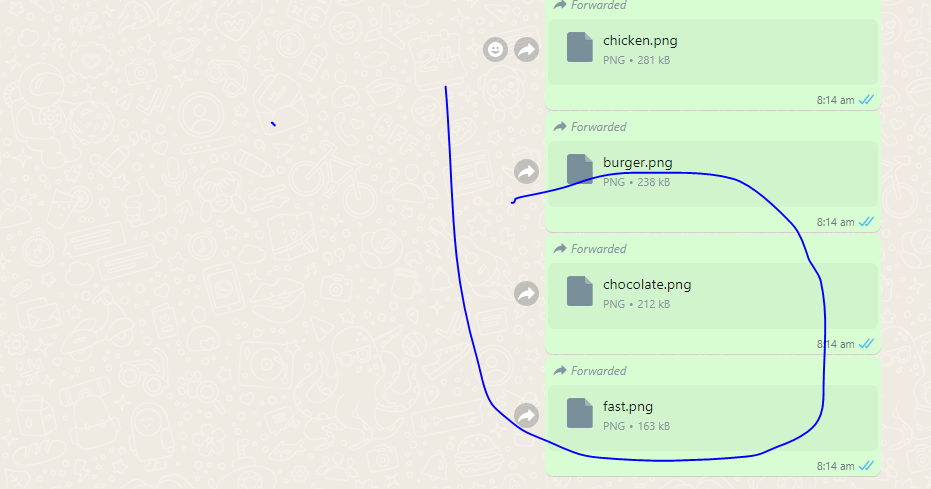 Forwarded
chicken.png
PNG • 281 kB
8:14 am
Forwarded
burger.png
PNG • 238 kB
8:14 am
Forwarded
chocolate.png
PNG • 212 kB
8:14 am
Forwarded
fast.png
PNG • 163 kB
8:14 am